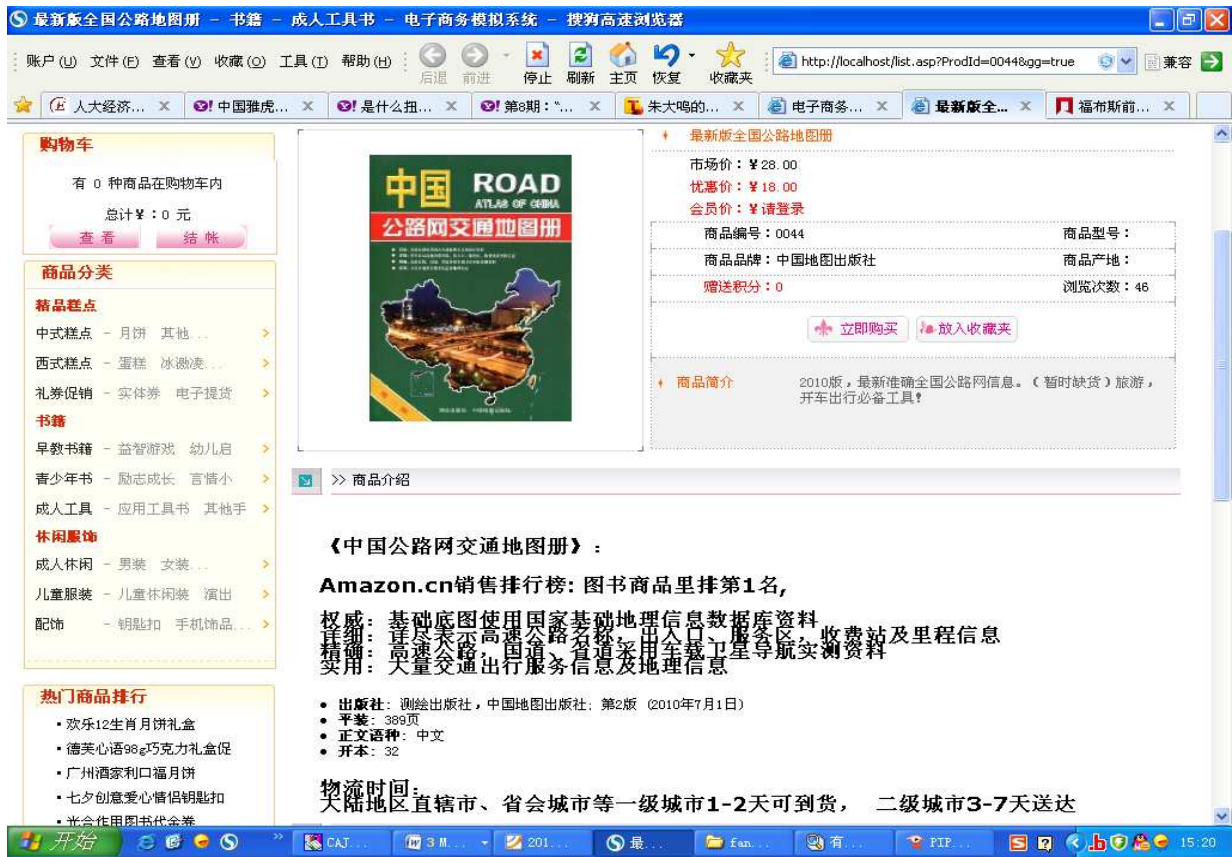 最新版全国公路地图册 - 书籍 - 成人工具书 - 电子商务模拟系统 - 搜狗高速浏览器
账户(U) 文件(F) 查看(V) 收藏(O) 工具(T) 帮助(H) 后退 前进 停止 刷新 主页 恢复 收藏夹 http://localhost/list.asp?ProdId=0044&gg=true 兼容
人大经济... 中国雅虎... 是什么扭... 第8期:“... 朱大鸣的... 电子商务... 最新版全... 福布斯前...
购物车
有 0 种商品在购物车内
总计¥:0 元
查 看 结 帐
商品分类
精品糕点
中式糕点 - 月饼 其他...
西式糕点 - 蛋糕 冰激凌...
礼券促销 - 实体券 电子提货
书籍
早教书籍 - 益智游戏 幼儿启
青少年书 - 励志成长 言情小
成人工具 - 应用工具书 其他手
休闲服饰
成人休闲 - 男装 女装...
儿童服装 - 儿童休闲装 演出
配饰 - 钥匙扣 手机饰品...
热门商品排行
• 欢乐12生肖月饼礼盒
• 德芙心语98g巧克力礼盒促
• 广州酒家利口福月饼
• 七夕创意爱心情侣钥匙扣
• 光合作用图书代金券
中国 ROAD
ATLAS OF CHINA
公路网交通地图册
最新版全国公路地图册
市场价:¥28.00
优惠价:¥18.00
会员价:¥请登录
商品编号:0044 商品型号:
商品品牌:中国地图出版社 商品产地:
赠送积分:0 浏览次数:46
立即购买 放入收藏夹
商品简介 2010版,最新准确全国公路网信息。(暂时缺货)旅游,
开车出行必备工具!
>> 商品介绍
《中国公路网交通地图册》:
Amazon.cn销售排行榜: 图书商品里排第1名,
权威: 基础底图使用国家基础地理信息数据库资料
详细: 详尽表示高速公路名称, 出入口、服务区, 收费站及里程信息
精确: 高速公路, 国道、省道采用车载卫星导航实测资料
实用: 大量交通出行服务信息及地理信息
• 出版社: 测绘出版社,中国地图出版社; 第2版 (2010年7月1日)
• 平装: 389页
• 正文语种: 中文
• 开本: 32
物流时间:
大陆地区直辖市、省会城市等一级城市1-2天可到货, 二级城市3-7天送达
开始 CAJ... 3 M... 201... 最... fan... 有... PIP... 15:20